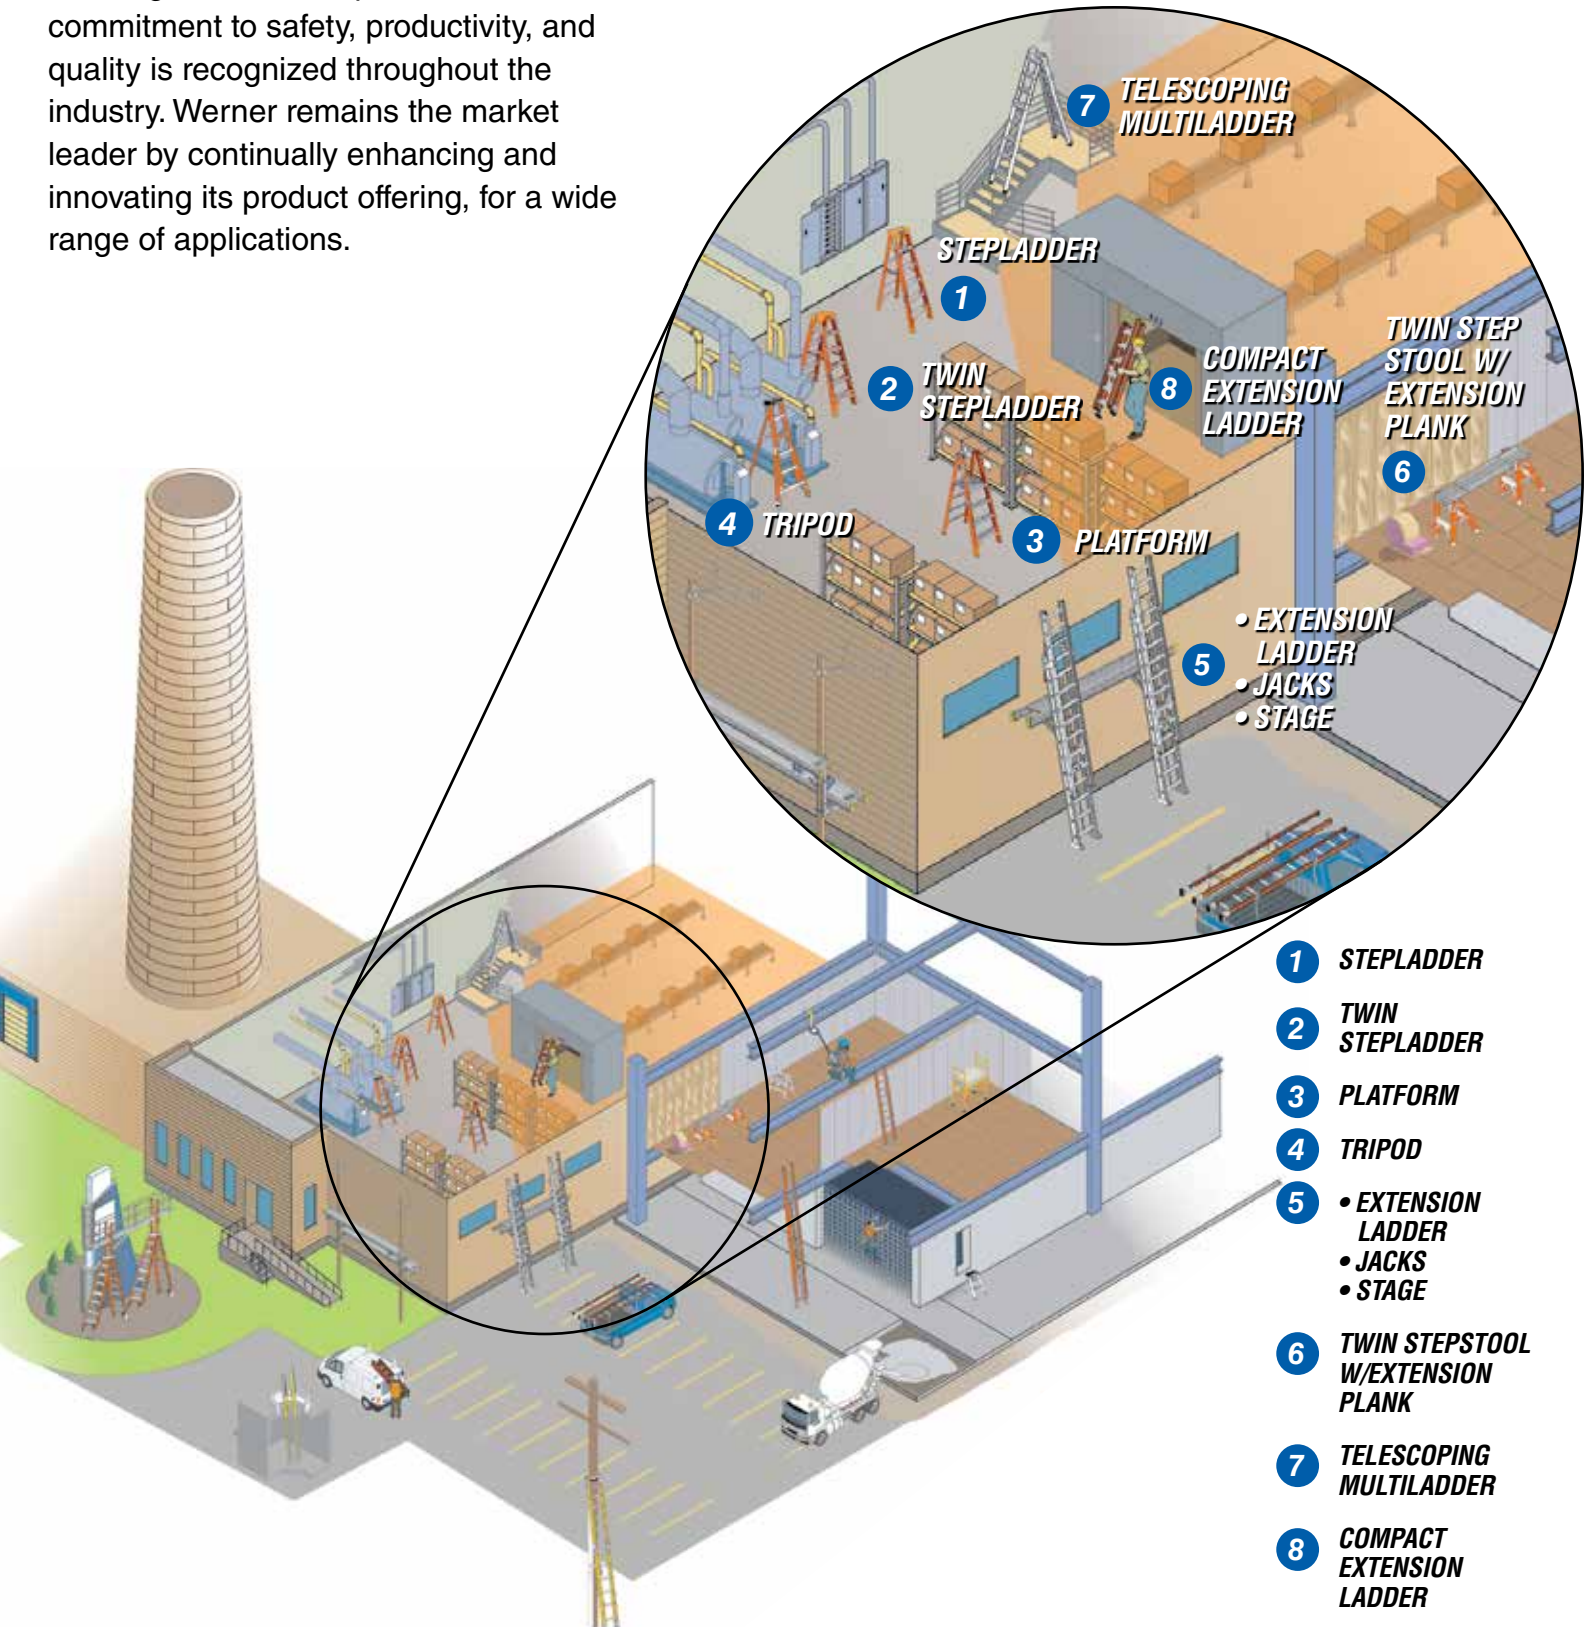 commitment to safety, productivity, and
quality is recognized throughout the
industry. Werner remains the market
leader by continually enhancing and
innovating its product offering, for a wide
range of applications.
7 TELESCOPING
MULTILADDER
STEPLADDER
1
2 TWIN
STEPLADDER
8 COMPACT
EXTENSION
LADDER
TWIN STEP
STOOL W/
EXTENSION
PLANK
6
4 TRIPOD
3 PLATFORM
5 • EXTENSION
LADDER
• JACKS
• STAGE
1 STEPLADDER
2 TWIN
STEPLADDER
3 PLATFORM
4 TRIPOD
5 • EXTENSION
LADDER
• JACKS
• STAGE
6 TWIN STEPSTOOL
W/EXTENSION
PLANK
7 TELESCOPING
MULTILADDER
8 COMPACT
EXTENSION
LADDER